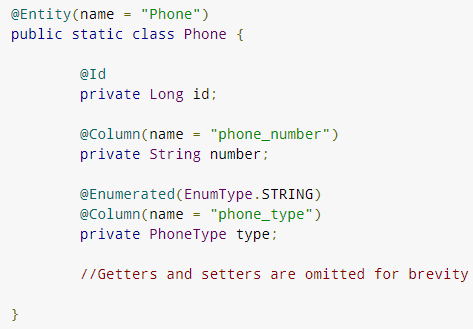 @Entity(name = "Phone")
public static class Phone {
@Id
private Long id;
@Column(name = "phone_number")
private String number;
@Enumerated(EnumType.STRING)
@Column(name = "phone_type")
private PhoneType type;
//Getters and setters are omitted for brevity
}